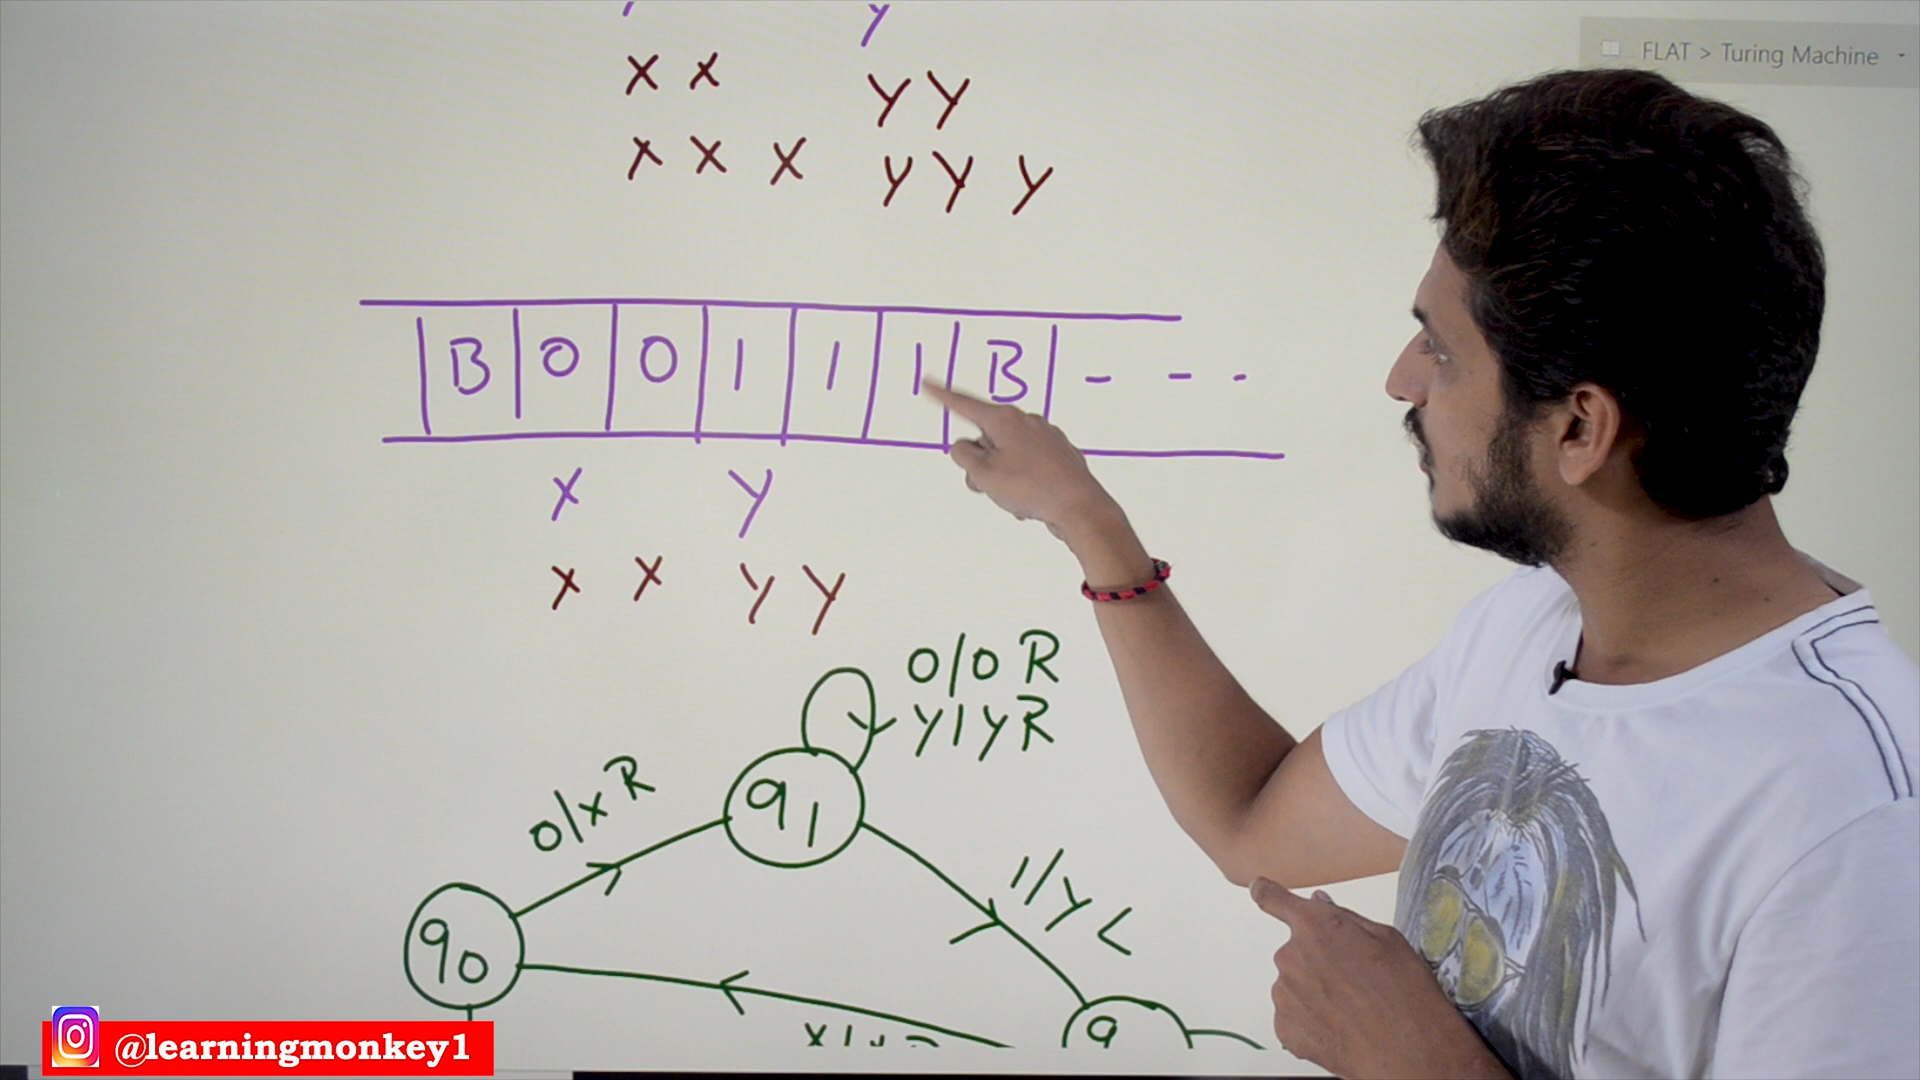 y
FLAT > Turing Machine
X X y y
X X X y y y
B 0 0 1 1 1 B - - -
X y
X X y y
0/0 R
y/y R
0/x R
q1
1/y L
q0
q
@learningmonkey1